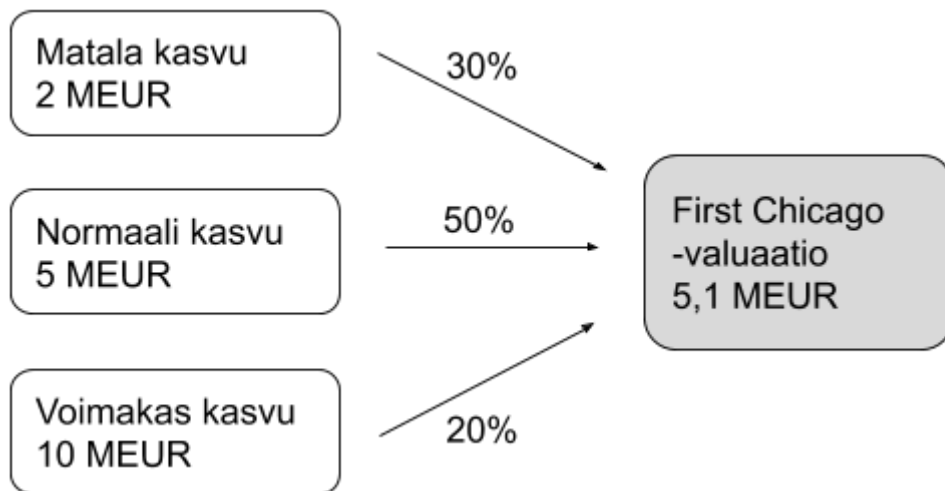 Matala kasvu
2 MEUR
30%
Normaali kasvu
5 MEUR
50%
First Chicago
-valuaatio
5,1 MEUR
Voimakas kasvu
10 MEUR
20%